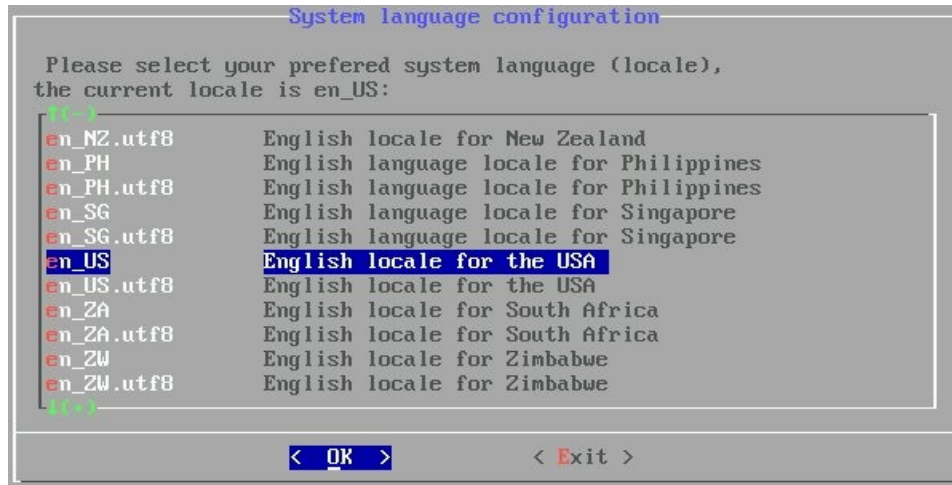 System language configuration
Please select your prefered system language (locale),
the current locale is en_US:
↑(-)
en_NZ.utf8 English locale for New Zealand
en_PH English language locale for Philippines
en_PH.utf8 English language locale for Philippines
en_SG English language locale for Singapore
en_SG.utf8 English language locale for Singapore
en_US English locale for the USA
en_US.utf8 English locale for the USA
en_ZA English locale for South Africa
en_ZA.utf8 English locale for South Africa
en_ZW English locale for Zimbabwe
en_ZW.utf8 English locale for Zimbabwe
↓(+)
< OK > < Exit >